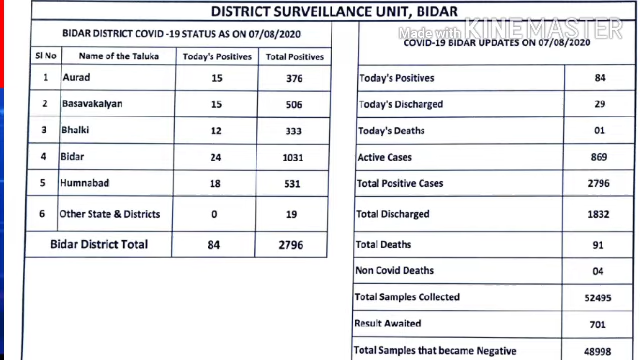 DISTRICT SURVEILLANCE UNIT, BIDAR
Made with KINEMASTER
BIDAR DISTRICT COVID -19 STATUS AS ON 07/08/2020
Sl No Name of the Taluka Today's Positives Total Positives
1 Aurad 15 376
2 Basavakalyan 15 506
3 Bhalki 12 333
4 Bidar 24 1031
5 Humnabad 18 531
6 Other State & Districts 0 19
Bidar District Total 84 2796
COVID-19 BIDAR UPDATES ON 07/08/2020
Today's Positives 84
Today's Discharged 29
Today's Deaths 01
Active Cases 869
Total Positive Cases 2796
Total Discharged 1832
Total Deaths 91
Non Covid Deaths 04
Total Samples Collected 52495
Result Awaited 701
Total Samples that became Negative 48998